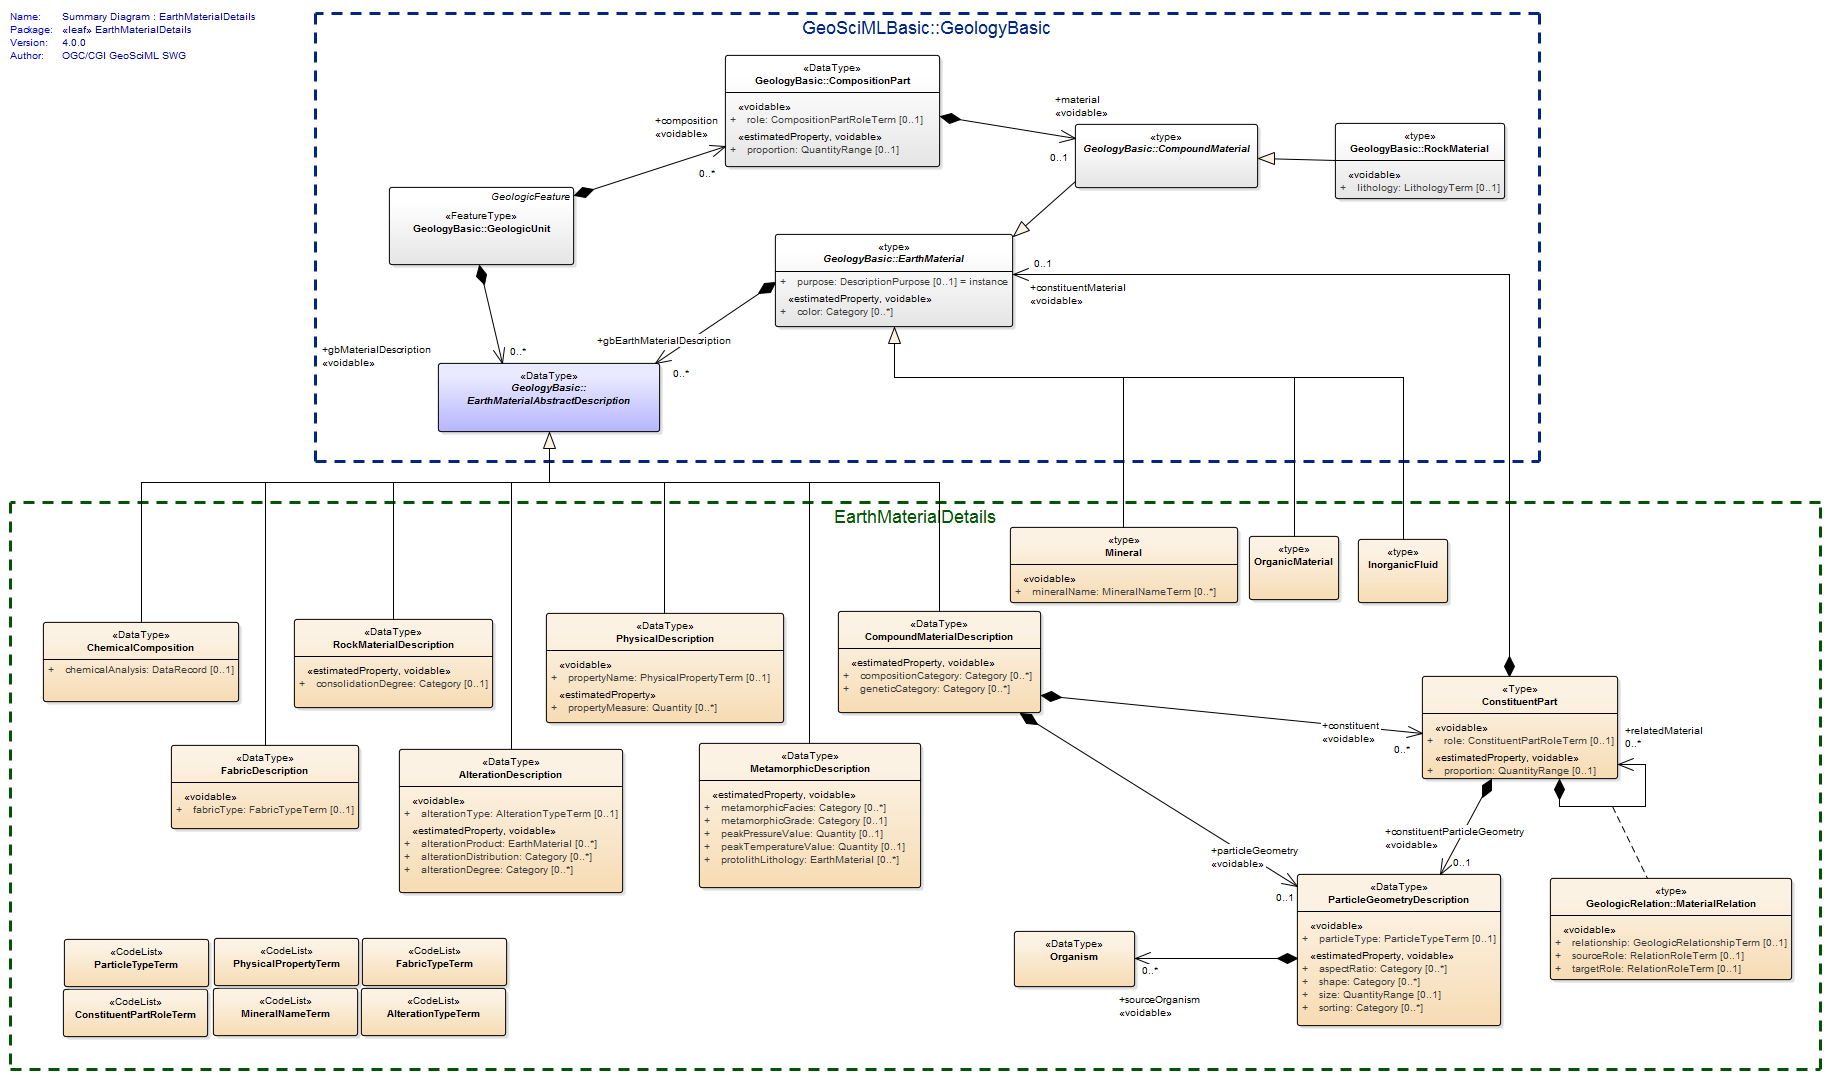 Name: Summary Diagram : EarthMaterialDetails
Package: «leaf» EarthMaterialDetails
Version: 4.0.0
Author: OGC/CGI GeoSciML SWG
GeoSciMLBasic::GeologyBasic
«DataType»
GeologyBasic::CompositionPart
«voidable»
+ role: CompositionPartRoleTerm [0..1]
«estimatedProperty, voidable»
+ proportion: QuantityRange [0..1]
+composition
«voidable»
0..*
+material
«voidable»
0..1
«type»
GeologyBasic::CompoundMaterial
«type»
GeologyBasic::RockMaterial
«voidable»
+ lithology: LithologyTerm [0..1]
GeologicFeature
«FeatureType»
GeologyBasic::GeologicUnit
«type»
GeologyBasic::EarthMaterial
+ purpose: DescriptionPurpose [0..1] = instance
«estimatedProperty, voidable»
+ color: Category [0..*]
0..1
+constituentMaterial
«voidable»
+gbMaterialDescription
«voidable»
0..*
+gbEarthMaterialDescription
0..*
«DataType»
GeologyBasic::
EarthMaterialAbstractDescription
EarthMaterialDetails
«type»
Mineral
«voidable»
+ mineralName: MineralNameTerm [0..*]
«type»
OrganicMaterial
«type»
InorganicFluid
«DataType»
ChemicalComposition
+ chemicalAnalysis: DataRecord [0..1]
«DataType»
RockMaterialDescription
«estimatedProperty, voidable»
+ consolidationDegree: Category [0..1]
«DataType»
PhysicalDescription
«voidable»
+ propertyName: PhysicalPropertyTerm [0..1]
«estimatedProperty»
+ propertyMeasure: Quantity [0..*]
«DataType»
CompoundMaterialDescription
«estimatedProperty, voidable»
+ compositionCategory: Category [0..*]
+ geneticCategory: Category [0..*]
+constituent
«voidable»
0..*
«Type»
ConstituentPart
«voidable»
+ role: ConstituentPartRoleTerm [0..1]
«estimatedProperty, voidable»
+ proportion: QuantityRange [0..1]
+relatedMaterial
0..*
«DataType»
FabricDescription
«voidable»
+ fabricType: FabricTypeTerm [0..1]
«DataType»
AlterationDescription
«voidable»
+ alterationType: AlterationTypeTerm [0..1]
«estimatedProperty, voidable»
+ alterationProduct: EarthMaterial [0..*]
+ alterationDistribution: Category [0..*]
+ alterationDegree: Category [0..*]
«DataType»
MetamorphicDescription
«estimatedProperty, voidable»
+ metamorphicFacies: Category [0..*]
+ metamorphicGrade: Category [0..1]
+ peakPressureValue: Quantity [0..1]
+ peakTemperatureValue: Quantity [0..1]
+ protolithLithology: EarthMaterial [0..*]
+particleGeometry
«voidable»
0..1
+constituentParticleGeometry
«voidable»
0..1
«DataType»
ParticleGeometryDescription
«voidable»
+ particleType: ParticleTypeTerm [0..1]
«estimatedProperty, voidable»
+ aspectRatio: Category [0..*]
+ shape: Category [0..*]
+ size: QuantityRange [0..1]
+ sorting: Category [0..*]
«type»
GeologicRelation::MaterialRelation
«voidable»
+ relationship: GeologicRelationshipTerm [0..1]
+ sourceRole: RelationRoleTerm [0..1]
+ targetRole: RelationRoleTerm [0..1]
«DataType»
Organism
0..*
+sourceOrganism
«voidable»
«CodeList»
ParticleTypeTerm
«CodeList»
PhysicalPropertyTerm
«CodeList»
FabricTypeTerm
«CodeList»
ConstituentPartRoleTerm
«CodeList»
MineralNameTerm
«CodeList»
AlterationTypeTerm